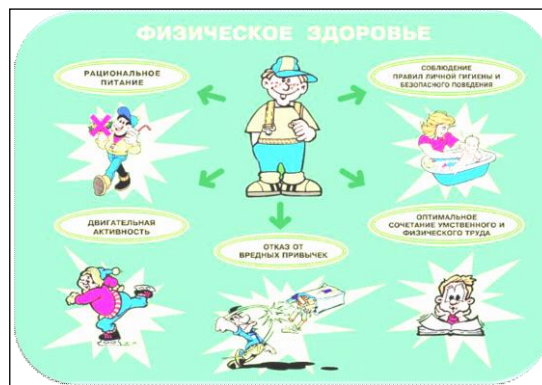 ФИЗИЧЕСКОЕ ЗДОРОВЬЕ
РАЦИОНАЛЬНОЕ
ПИТАНИЕ
СОБЛЮДЕНИЕ
ПРАВИЛ ЛИЧНОЙ ГИГИЕНЫ И
БЕЗОПАСНОГО ПОВЕДЕНИЯ
ДВИГАТЕЛЬНАЯ
АКТИВНОСТЬ
ОТКАЗ ОТ
ВРЕДНЫХ ПРИВЫЧЕК
ОПТИМАЛЬНОЕ
СОЧЕТАНИЕ УМСТВЕННОГО И
ФИЗИЧЕСКОГО ТРУДА